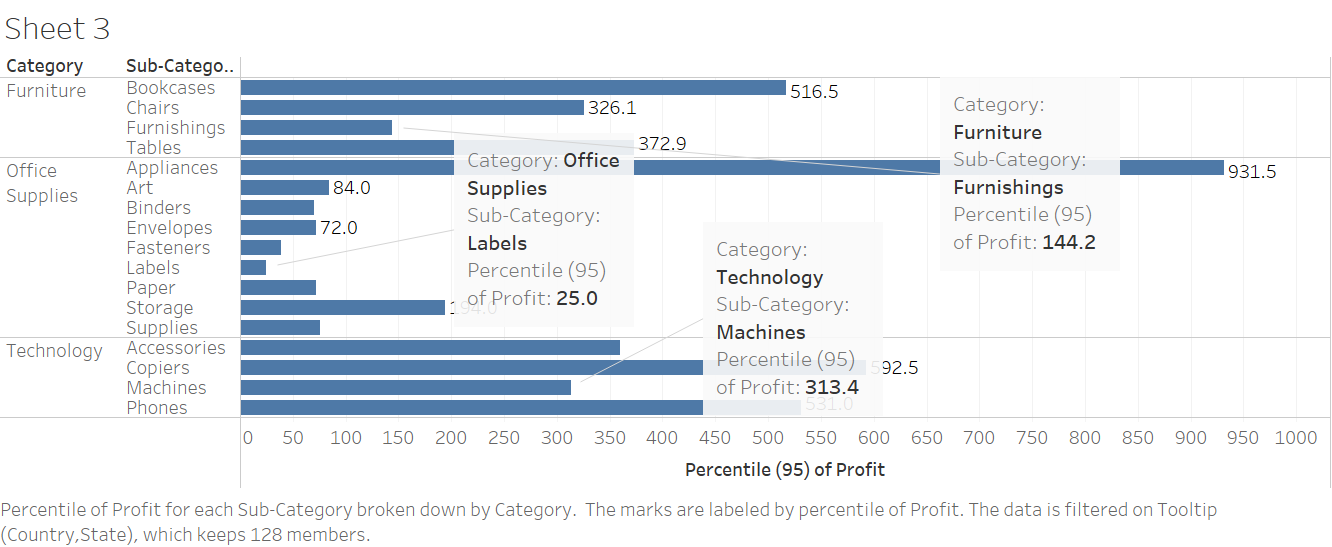 Sheet 3
Category Sub-Catego..
Furniture
Bookcases 516.5
Chairs 326.1
Furnishings
Tables 372.9
Office
Supplies
Appliances 931.5
Art 84.0
Binders
Envelopes 72.0
Fasteners
Labels
Paper
Storage 194.0
Supplies
Technology
Accessories
Copiers 592.5
Machines
Phones 531.0
Category: Office
Supplies
Sub-Category:
Labels
Percentile (95)
of Profit: 25.0
Category:
Technology
Sub-Category:
Machines
Percentile (95)
of Profit: 313.4
Category:
Furniture
Sub-Category:
Furnishings
Percentile (95)
of Profit: 144.2
0 50 100 150 200 250 300 350 400 450 500 550 600 650 700 750 800 850 900 950 1000
Percentile (95) of Profit
Percentile of Profit for each Sub-Category broken down by Category. The marks are labeled by percentile of Profit. The data is filtered on Tooltip
(Country,State), which keeps 128 members.